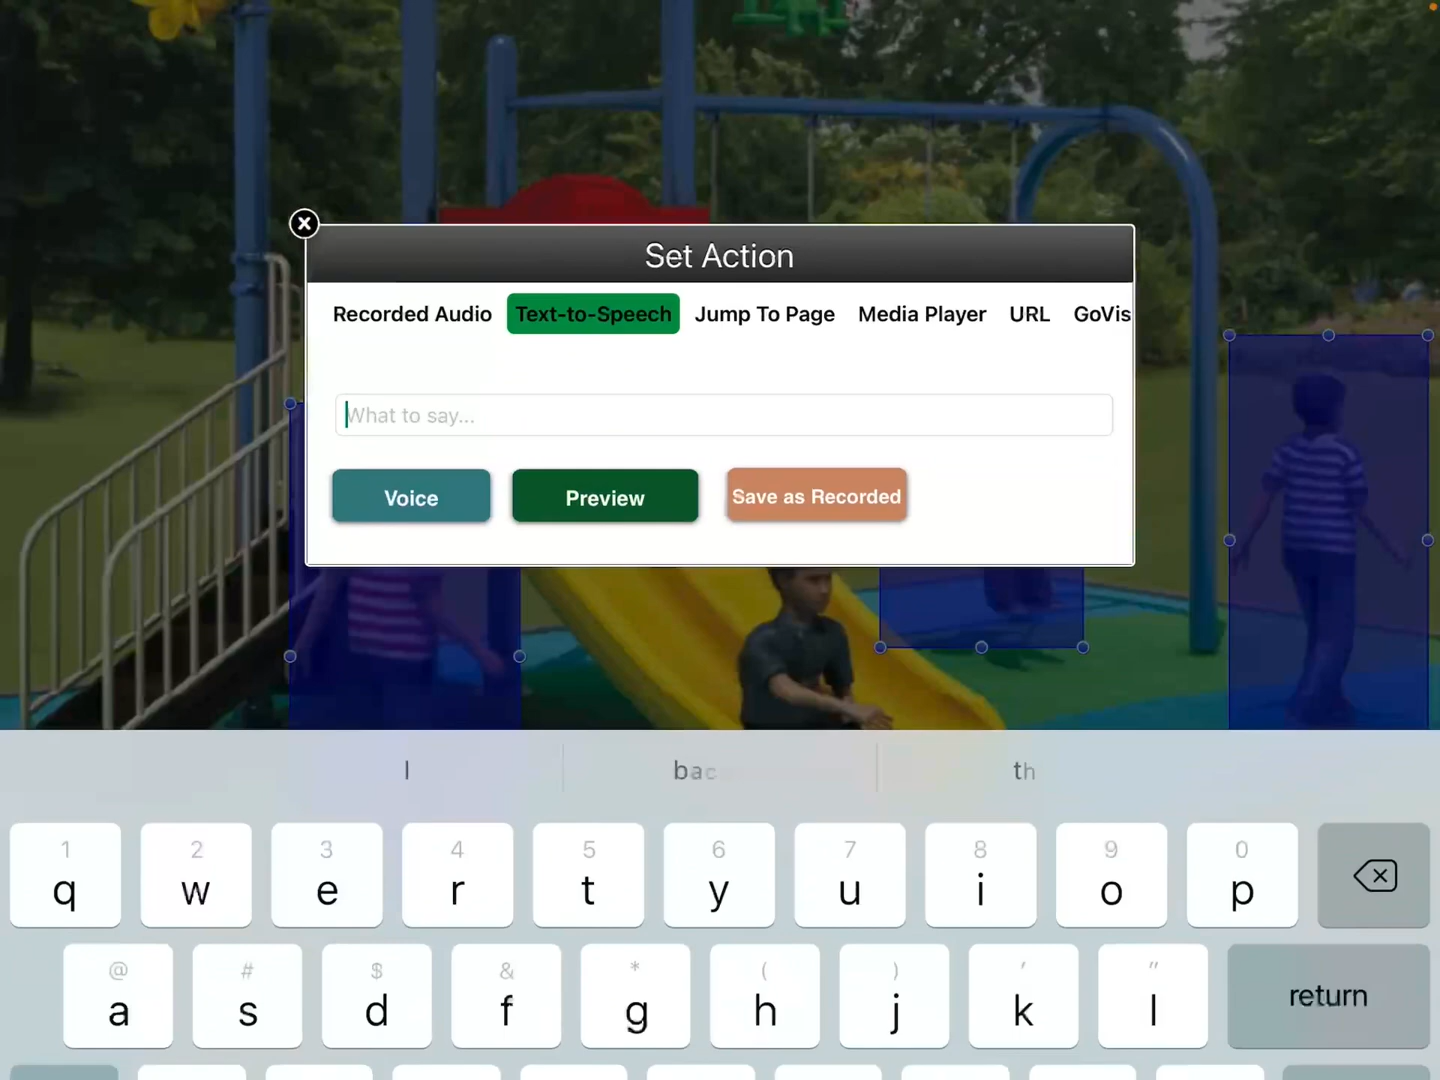 Set Action
Recorded Audio Text-to-Speech Jump To Page Media Player URL GoVis
What to say...
Voice Preview Save as Recorded
I bac th
1 2 3 4 5 6 7 8 9 0
q w e r t y u i o p
@ # $ & * ( ) ' "
a s d f g h j k l return